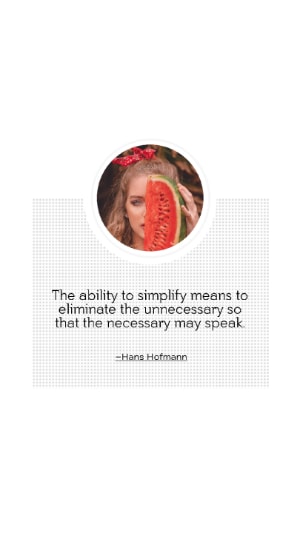 The ability to simplify means to
eliminate the unnecessary so
that the necessary may speak.
–Hans Hofmann